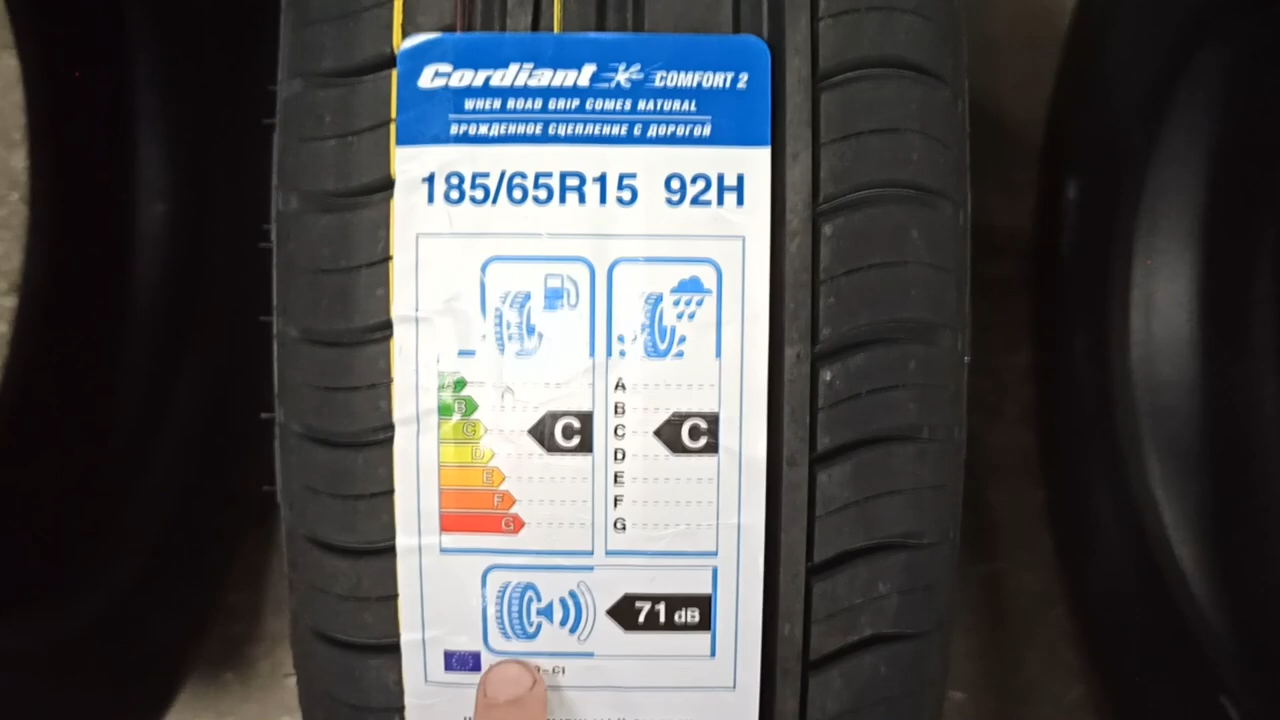 Cordiant COMFORT 2
WHEN ROAD GRIP COMES NATURAL
ВРОЖДЕННОЕ СЦЕПЛЕНИЕ С ДОРОГОЙ
185/65R15 92H
A
B
C
D
E
F
G
C
A
B
C
D
E
F
G
C
71 dB